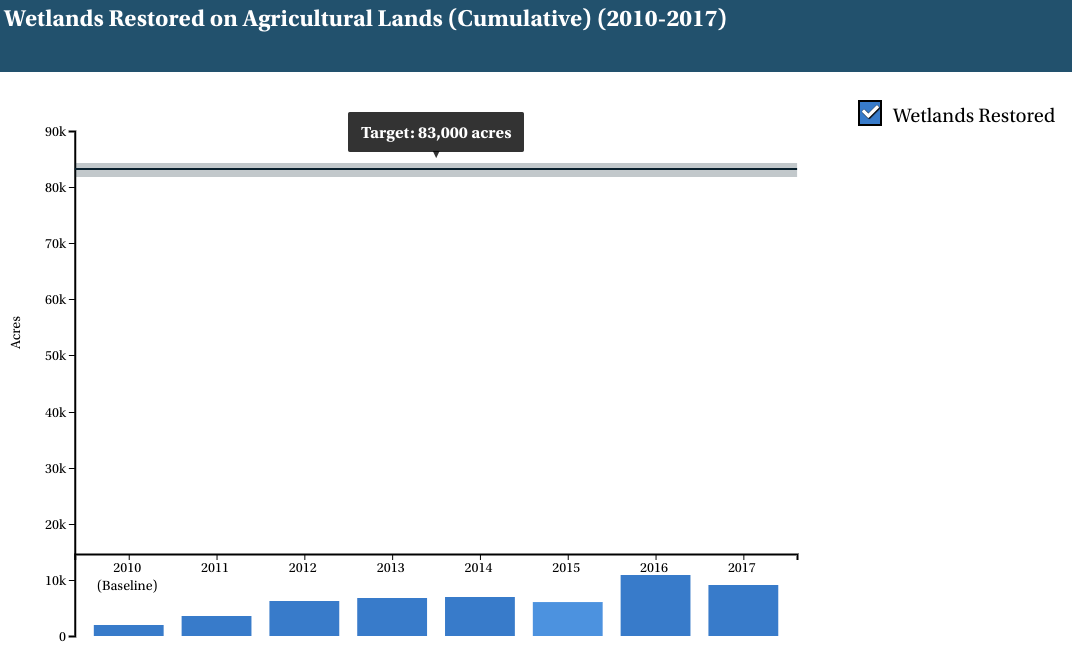 Wetlands Restored on Agricultural Lands (Cumulative) (2010-2017)
Wetlands Restored
Target: 83,000 acres
90k
80k
70k
60k
50k
40k
30k
20k
10k
0
Acres
2010 2011 2012 2013 2014 2015 2016 2017
(Baseline)